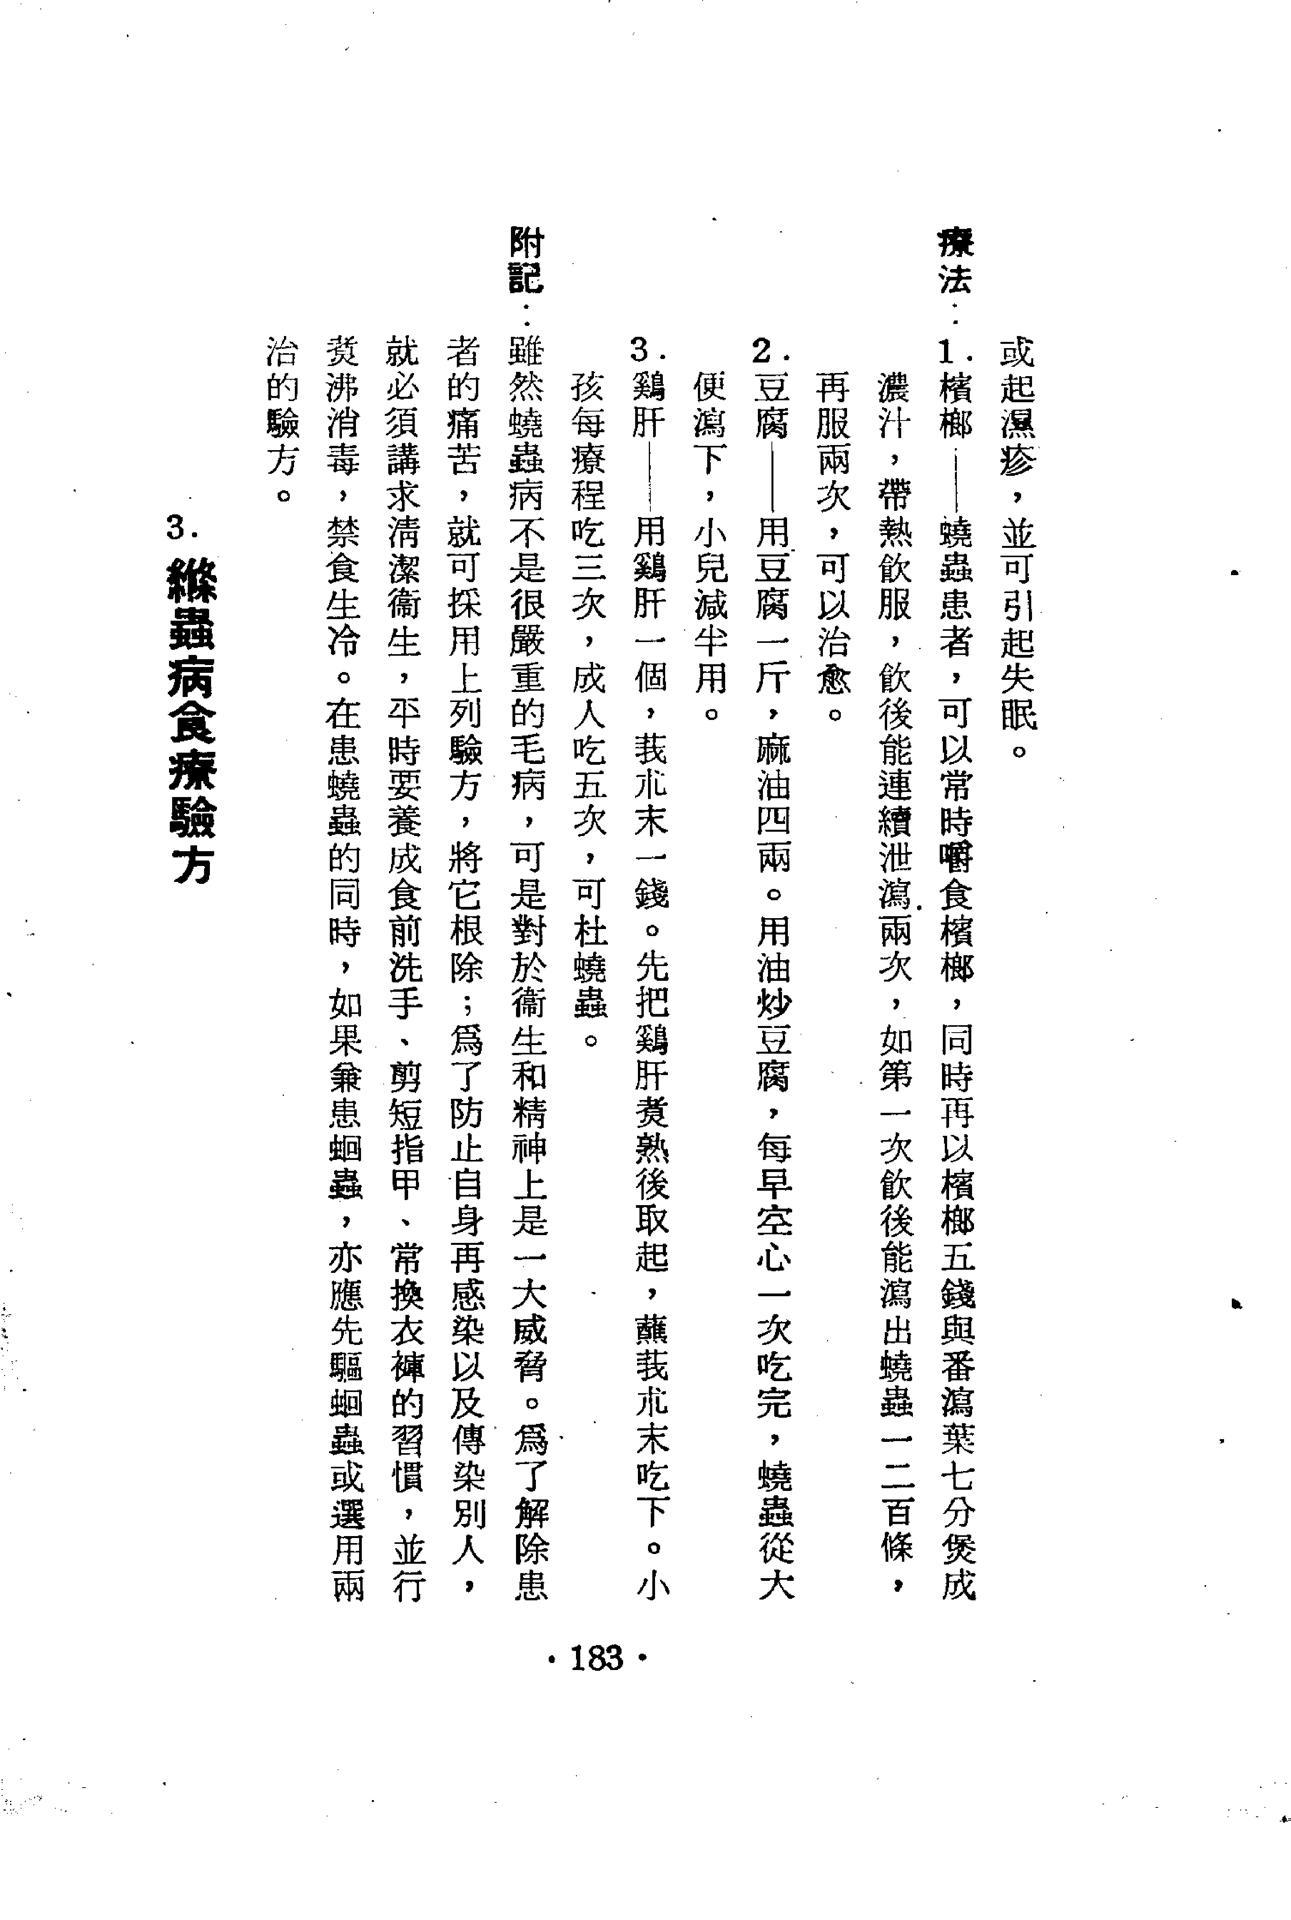 或起濕疹，並可引起失眠。
療法：1.檳榔——蟯蟲患者，可以常時嚼食檳榔，同時再以檳榔五錢與番瀉葉七分煲成
濃汁，帶熱飲服，飲後能連續泄瀉兩次，如第一次飲後能瀉出蟯蟲一二百條，
再服兩次，可以治愈。
2.豆腐——用豆腐一斤，麻油四兩。用油炒豆腐，每早空心一次吃完，蟯蟲從大
便瀉下，小兒減半用。
3.鷄肝——用鷄肝一個，莪朮末一錢。先把鷄肝煑熟後取起，蘸莪朮末吃下。小
孩每療程吃三次，成人吃五次，可杜蟯蟲。
附記：雖然蟯蟲病不是很嚴重的毛病，可是對於衞生和精神上是一大威脅。爲了解除患
者的痛苦，就可採用上列驗方，將它根除；爲了防止自身再感染以及傳染別人，
就必須講求清潔衞生，平時要養成食前洗手、剪短指甲、常換衣褲的習慣，並行
煑沸消毒，禁食生冷。在患蟯蟲的同時，如果兼患蛔蟲，亦應先驅蛔蟲或選用兩
治的驗方。
3.縧蟲病食療驗方
·183·